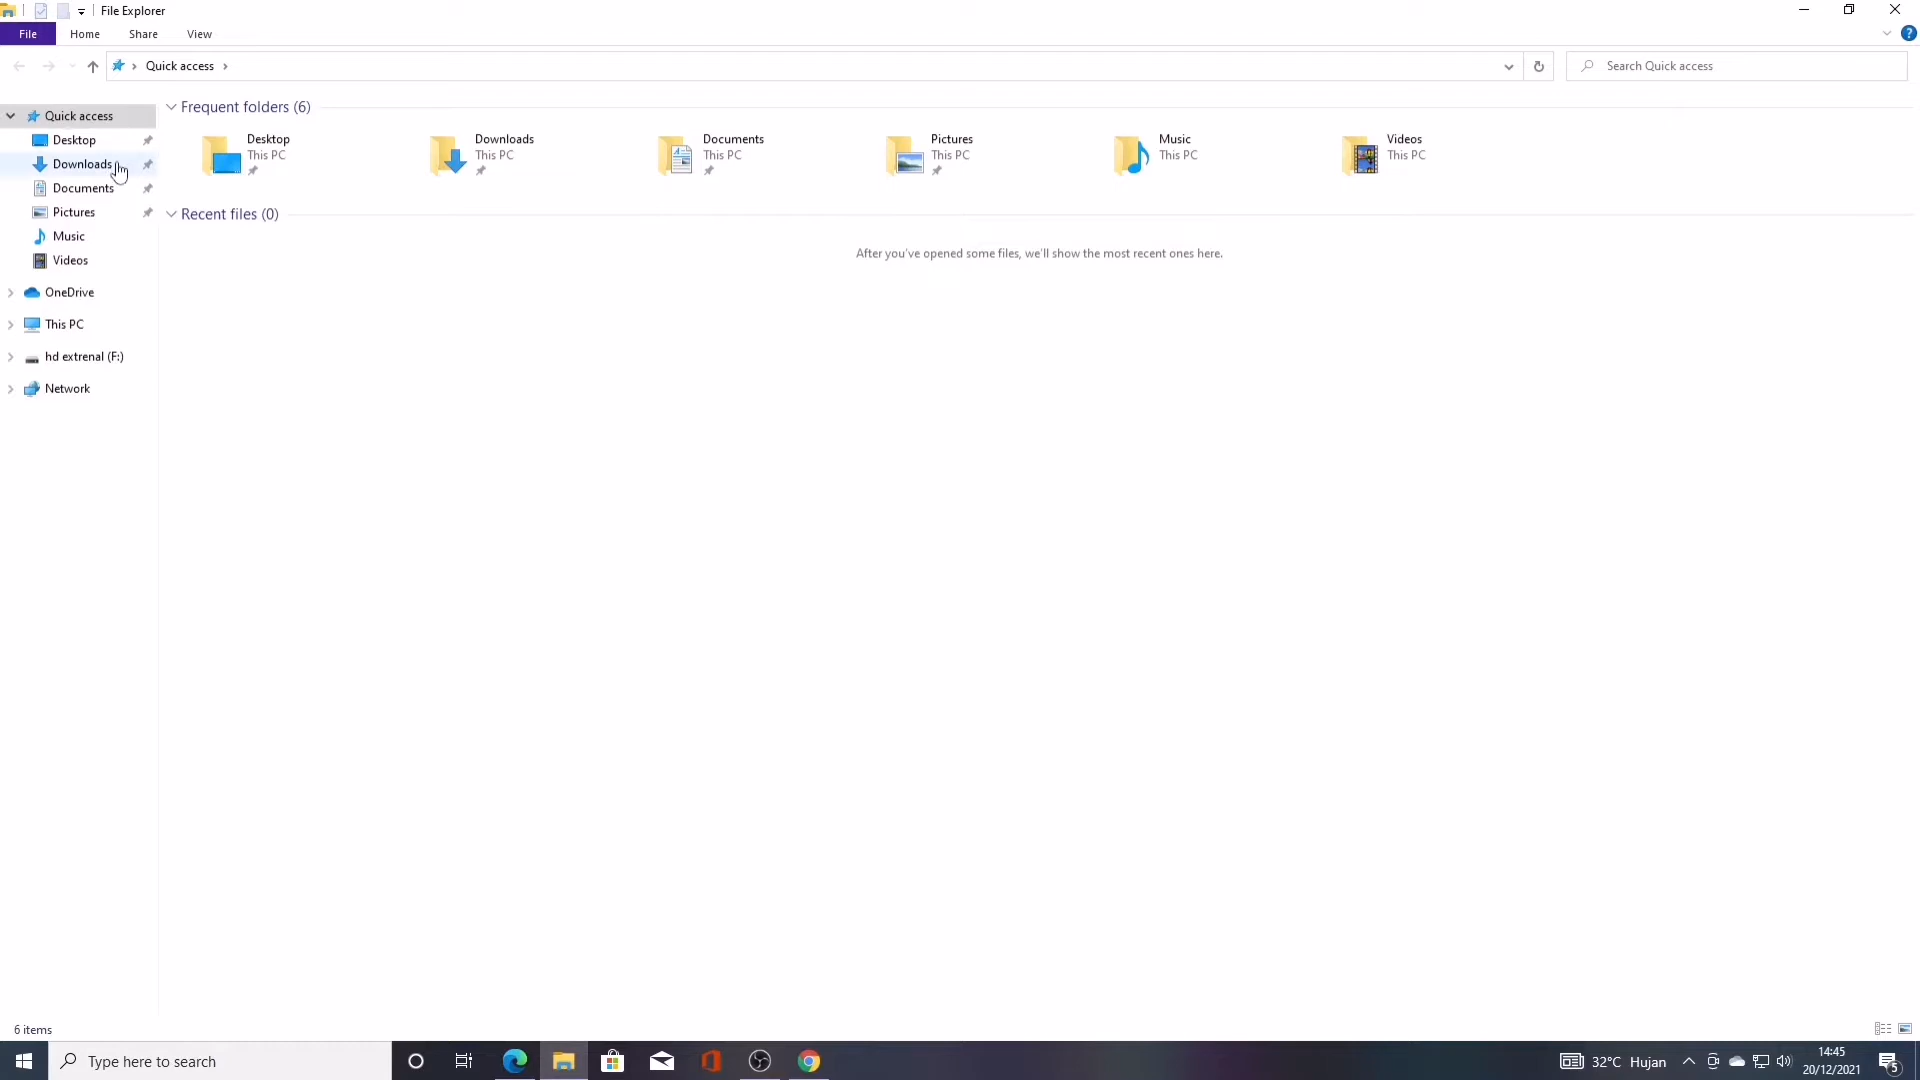 File Explorer
File Home Share View
Quick access
Search Quick access
Quick access
Desktop
Downloads
Documents
Pictures
Music
Videos
OneDrive
This PC
hd extrenal (F:)
Network
Frequent folders (6)
Desktop
This PC
Downloads
This PC
Documents
This PC
Pictures
This PC
Music
This PC
Videos
This PC
Recent files (0)
After you've opened some files, we'll show the most recent ones here.
6 items
Type here to search
32°C Hujan
14:45
20/12/2021
5